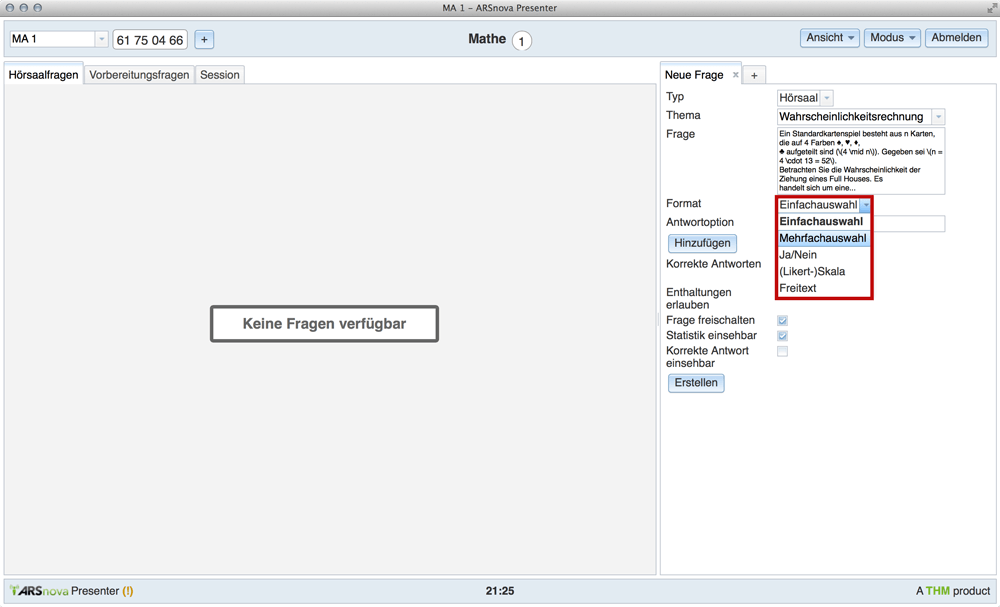 MA 1 - ARSnova Presenter
MA 1
61 75 04 66
+
Mathe 1
Ansicht
Modus
Abmelden
Hörsaalfragen
Vorbereitungsfragen
Session
Keine Fragen verfügbar
Neue Frage
+
Typ
Hörsaal
Thema
Wahrscheinlichkeitsrechnung
Frage
Ein Standardkartenspiel besteht aus n Karten,
die auf 4 Farben ♠, ♥, ♦,
♣ aufgeteilt sind (\(4 \mid n\)). Gegeben sei \(n =
4 \cdot 13 = 52\).
Betrachten Sie die Wahrscheinlichkeit der
Ziehung eines Full Houses. Es
handelt sich um eine...
Format
Einfachauswahl
Einfachauswahl
Mehrfachauswahl
Ja/Nein
(Likert-)Skala
Freitext
Antwortoption
Hinzufügen
Korrekte Antworten
Enthaltungen
erlauben
Frage freischalten
Statistik einsehbar
Korrekte Antwort
einsehbar
Erstellen
ARSnova Presenter (!)
21:25
A THM product